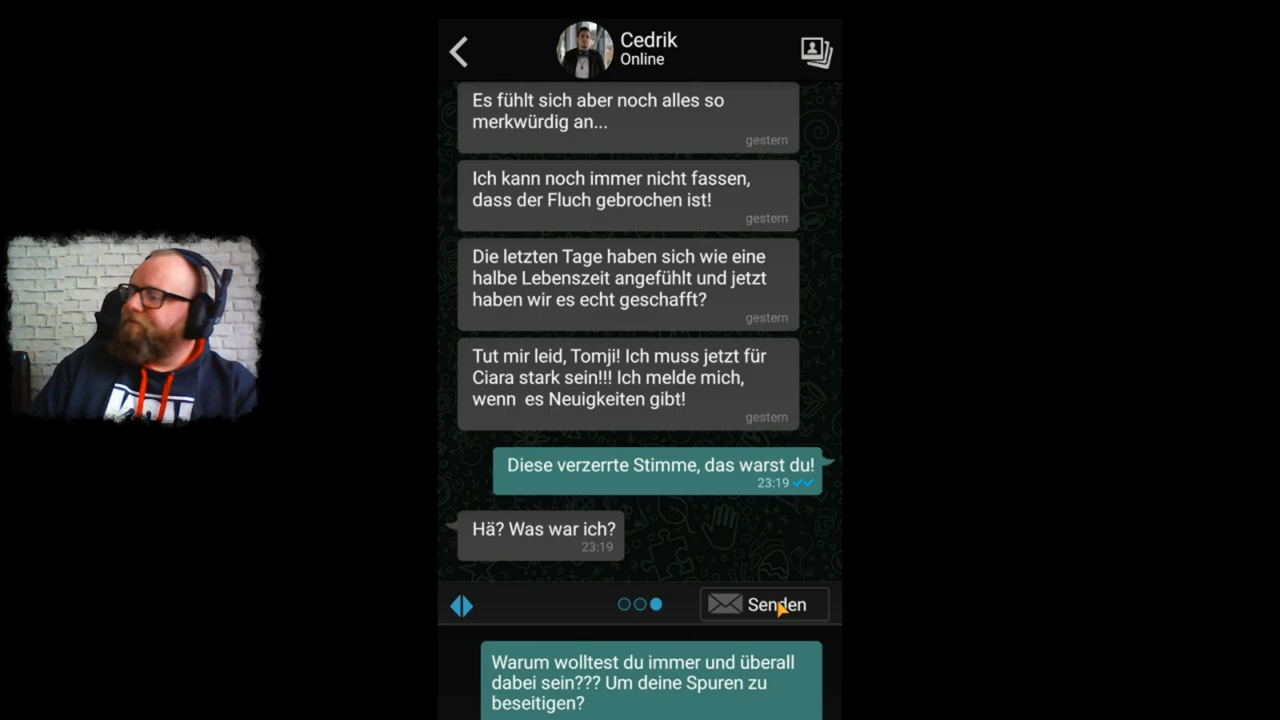 Cedrik
Online
Es fühlt sich aber noch alles so
merkwürdig an...
gestern
Ich kann noch immer nicht fassen,
dass der Fluch gebrochen ist!
gestern
Die letzten Tage haben sich wie eine
halbe Lebenszeit angefühlt und jetzt
haben wir es echt geschafft?
gestern
Tut mir leid, Tomji! Ich muss jetzt für
Ciara stark sein!!! Ich melde mich,
wenn  es Neuigkeiten gibt!
gestern
Diese verzerrte Stimme, das warst du!
23:19
Hä? Was war ich?
23:19
Senden
Warum wolltest du immer und überall
dabei sein??? Um deine Spuren zu
beseitigen?